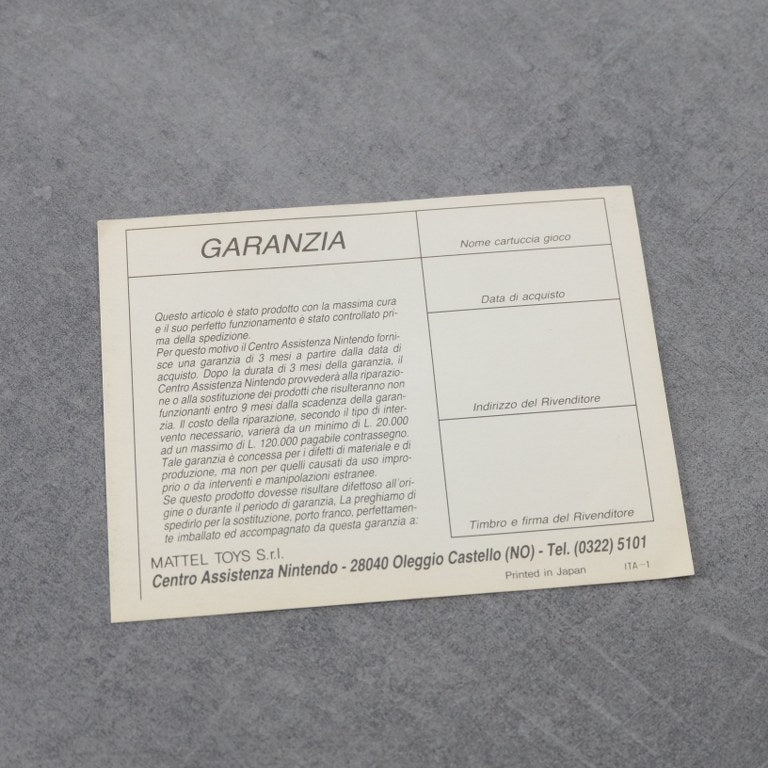 GARANZIA
Questo articolo è stato prodotto con la massima cura
e il suo perfetto funzionamento è stato controllato pri-
ma della spedizione.
Per questo motivo il Centro Assistenza Nintendo forni-
sce una garanzia di 3 mesi a partire dalla data di
acquisto. Dopo la durata di 3 mesi della garanzia, il
Centro Assistenza Nintendo provvederà alla riparazio-
ne o alla sostituzione dei prodotti che risulteranno non
funzionanti entro 9 mesi dalla scadenza della garan-
zia. Il costo della riparazione, secondo il tipo di inter-
vento necessario, varierà da un minimo di L. 20.000
ad un massimo di L. 120.000 pagabile contrassegno.
Tale garanzia è concessa per i difetti di materiale e di
produzione, ma non per quelli causati da uso impro-
prio o da interventi e manipolazioni estranee.
Se questo prodotto dovesse risultare difettoso all'ori-
gine o durante il periodo di garanzia, La preghiamo di
spedirlo per la sostituzione, porto franco, perfettamen-
te imballato ed accompagnato da questa garanzia a:
Nome cartuccia gioco
Data di acquisto
Indirizzo del Rivenditore
Timbro e firma del Rivenditore
MATTEL TOYS S.r.l.
Centro Assistenza Nintendo - 28040 Oleggio Castello (NO) - Tel. (0322) 5101
Printed in Japan ITA-1